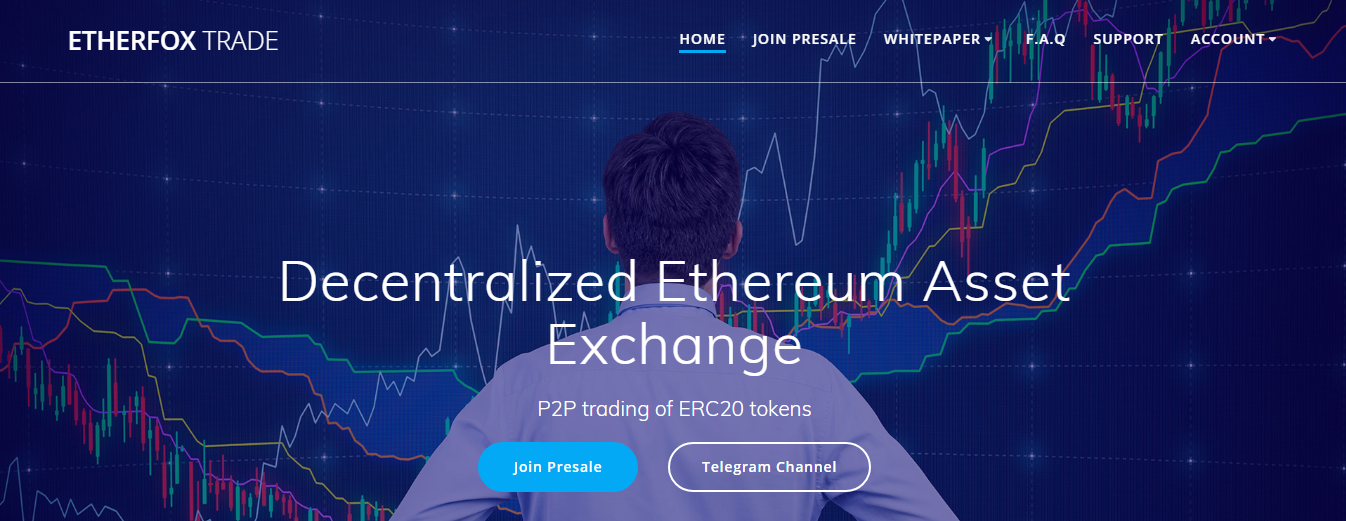 ETHERFOX TRADE
HOME JOIN PRESALE WHITEPAPER F.A.Q SUPPORT ACCOUNT
Decentralized Ethereum Asset
Exchange
P2P trading of ERC20 tokens
Join Presale Telegram Channel